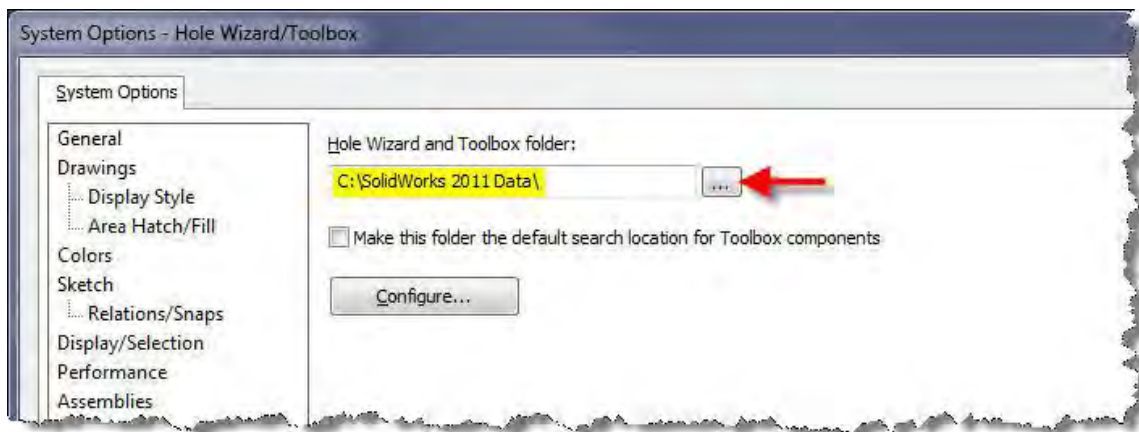 System Options - Hole Wizard/Toolbox
System Options
General
Drawings
Display Style
Area Hatch/Fill
Colors
Sketch
Relations/Snaps
Display/Selection
Performance
Assemblies
Hole Wizard and Toolbox folder:
C:\SolidWorks 2011 Data\
...
Make this folder the default search location for Toolbox components
Configure...